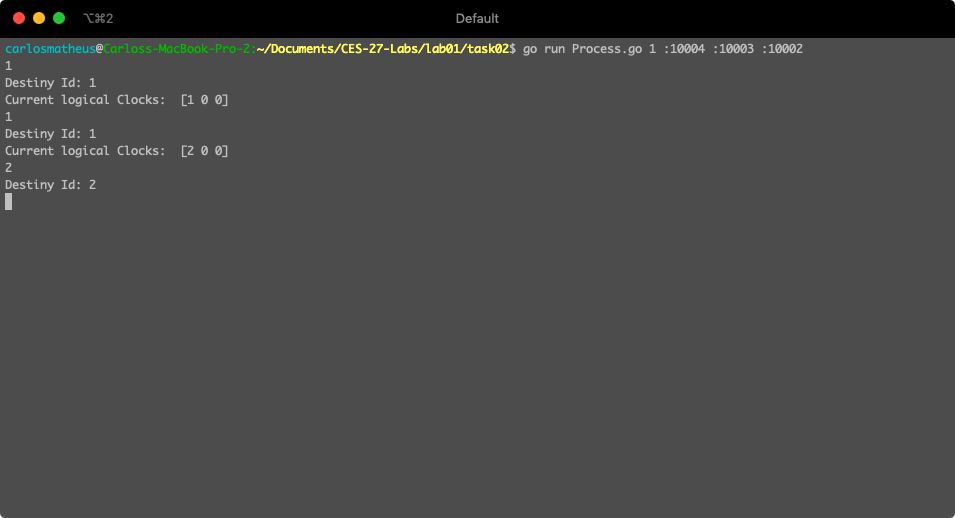 ⌥⌘2
Default
carlosmatheus@Carloss-MacBook-Pro-2:~/Documents/CES-27-Labs/lab01/task02$ go run Process.go 1 :10004 :10003 :10002
1
Destiny Id: 1
Current logical Clocks:  [1 0 0]
1
Destiny Id: 1
Current logical Clocks:  [2 0 0]
2
Destiny Id: 2